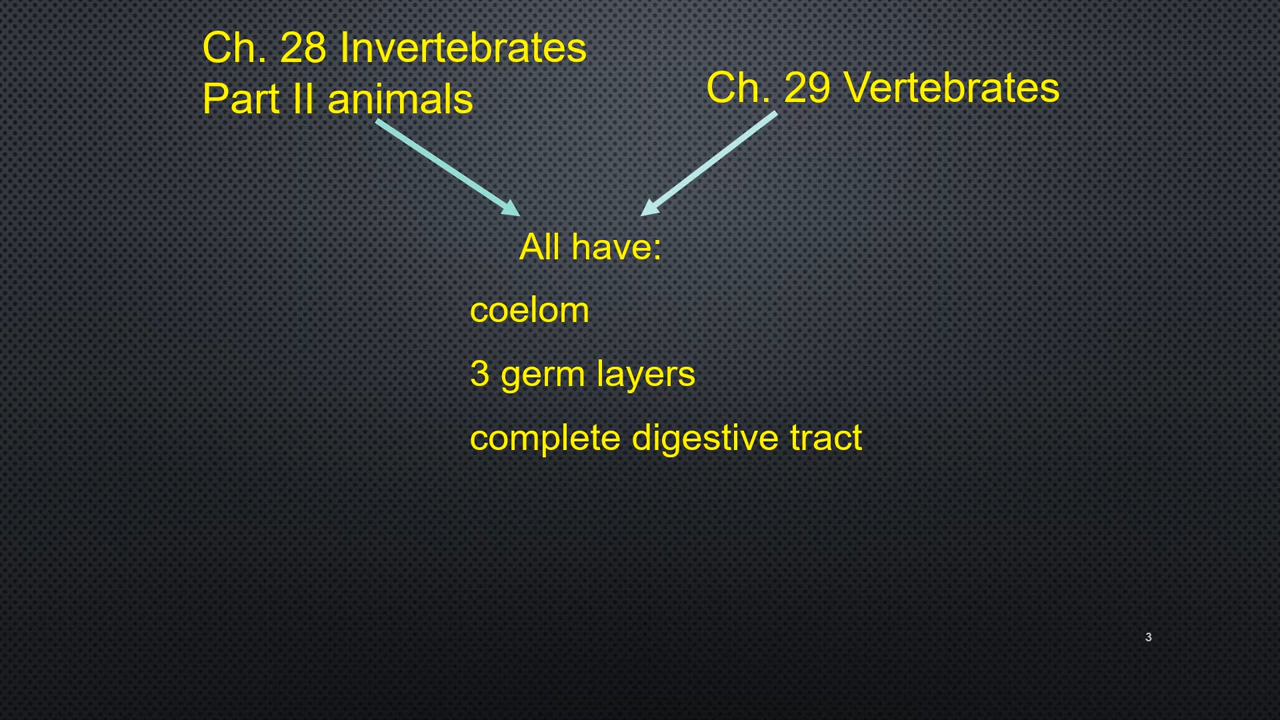 Ch. 28 Invertebrates
Part II animals
Ch. 29 Vertebrates
All have:
coelom
3 germ layers
complete digestive tract
3